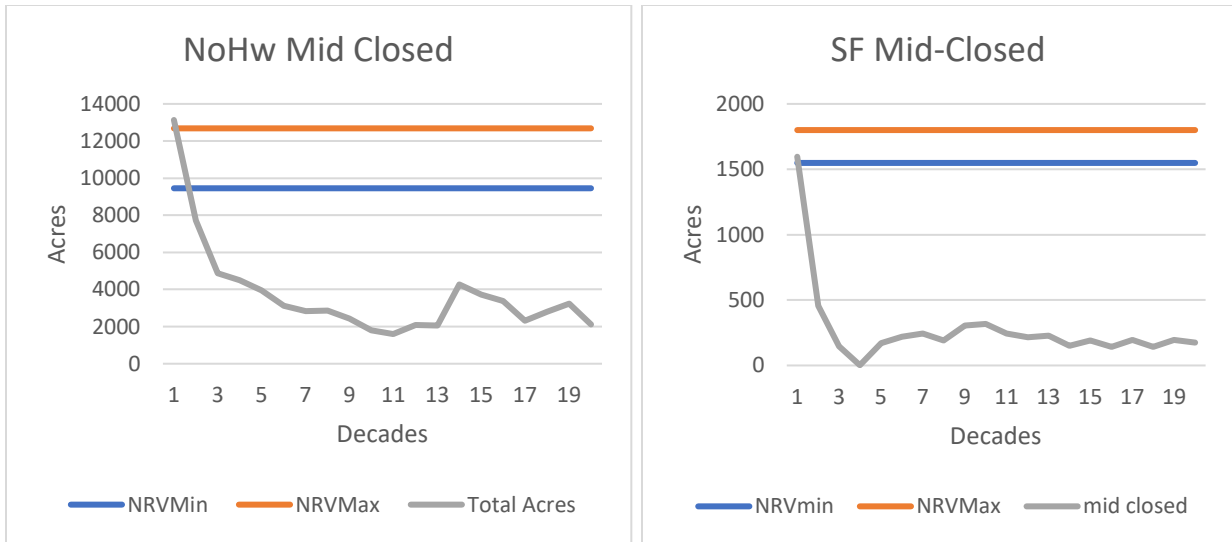 NoHw Mid Closed
14000
12000
10000
8000
6000
4000
2000
0
Acres
1 3 5 7 9 11 13 15 17 19
Decades
NRVMin NRVMax Total Acres
SF Mid-Closed
2000
1500
1000
500
0
Acres
1 3 5 7 9 11 13 15 17 19
Decades
NRVmin NRVMax mid closed